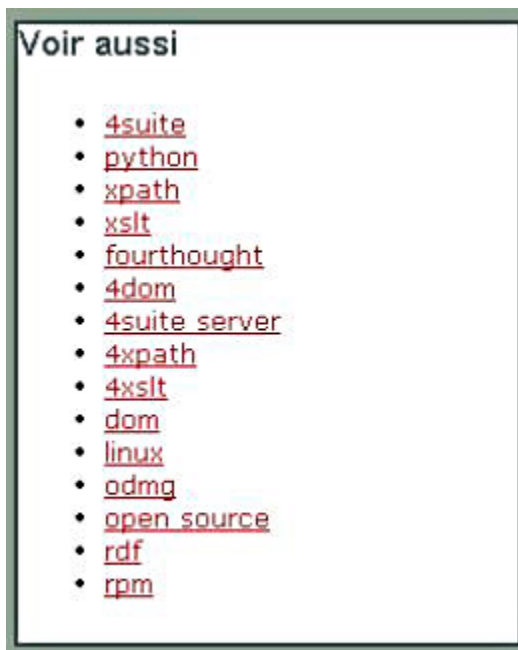 Voir aussi
4suite
python
xpath
xslt
fourthought
4dom
4suite server
4xpath
4xslt
dom
linux
odmg
open source
rdf
rpm